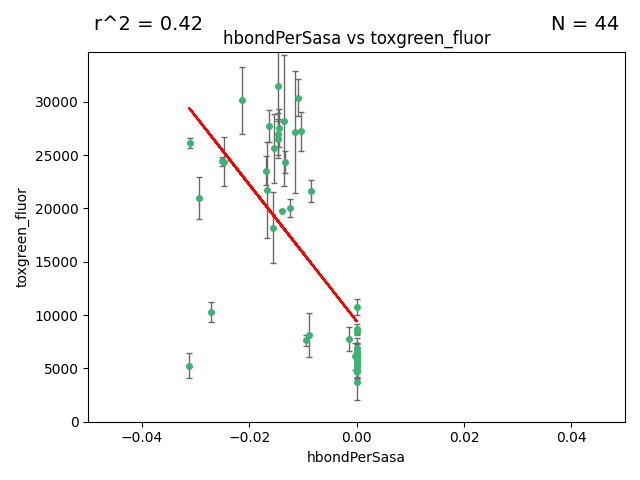 r^2 = 0.42
N = 44
hbondPerSasa vs toxgreen_fluor
30000
25000
20000
15000
10000
5000
0
toxgreen_fluor
−0.04
−0.02
0.00
0.02
0.04
hbondPerSasa